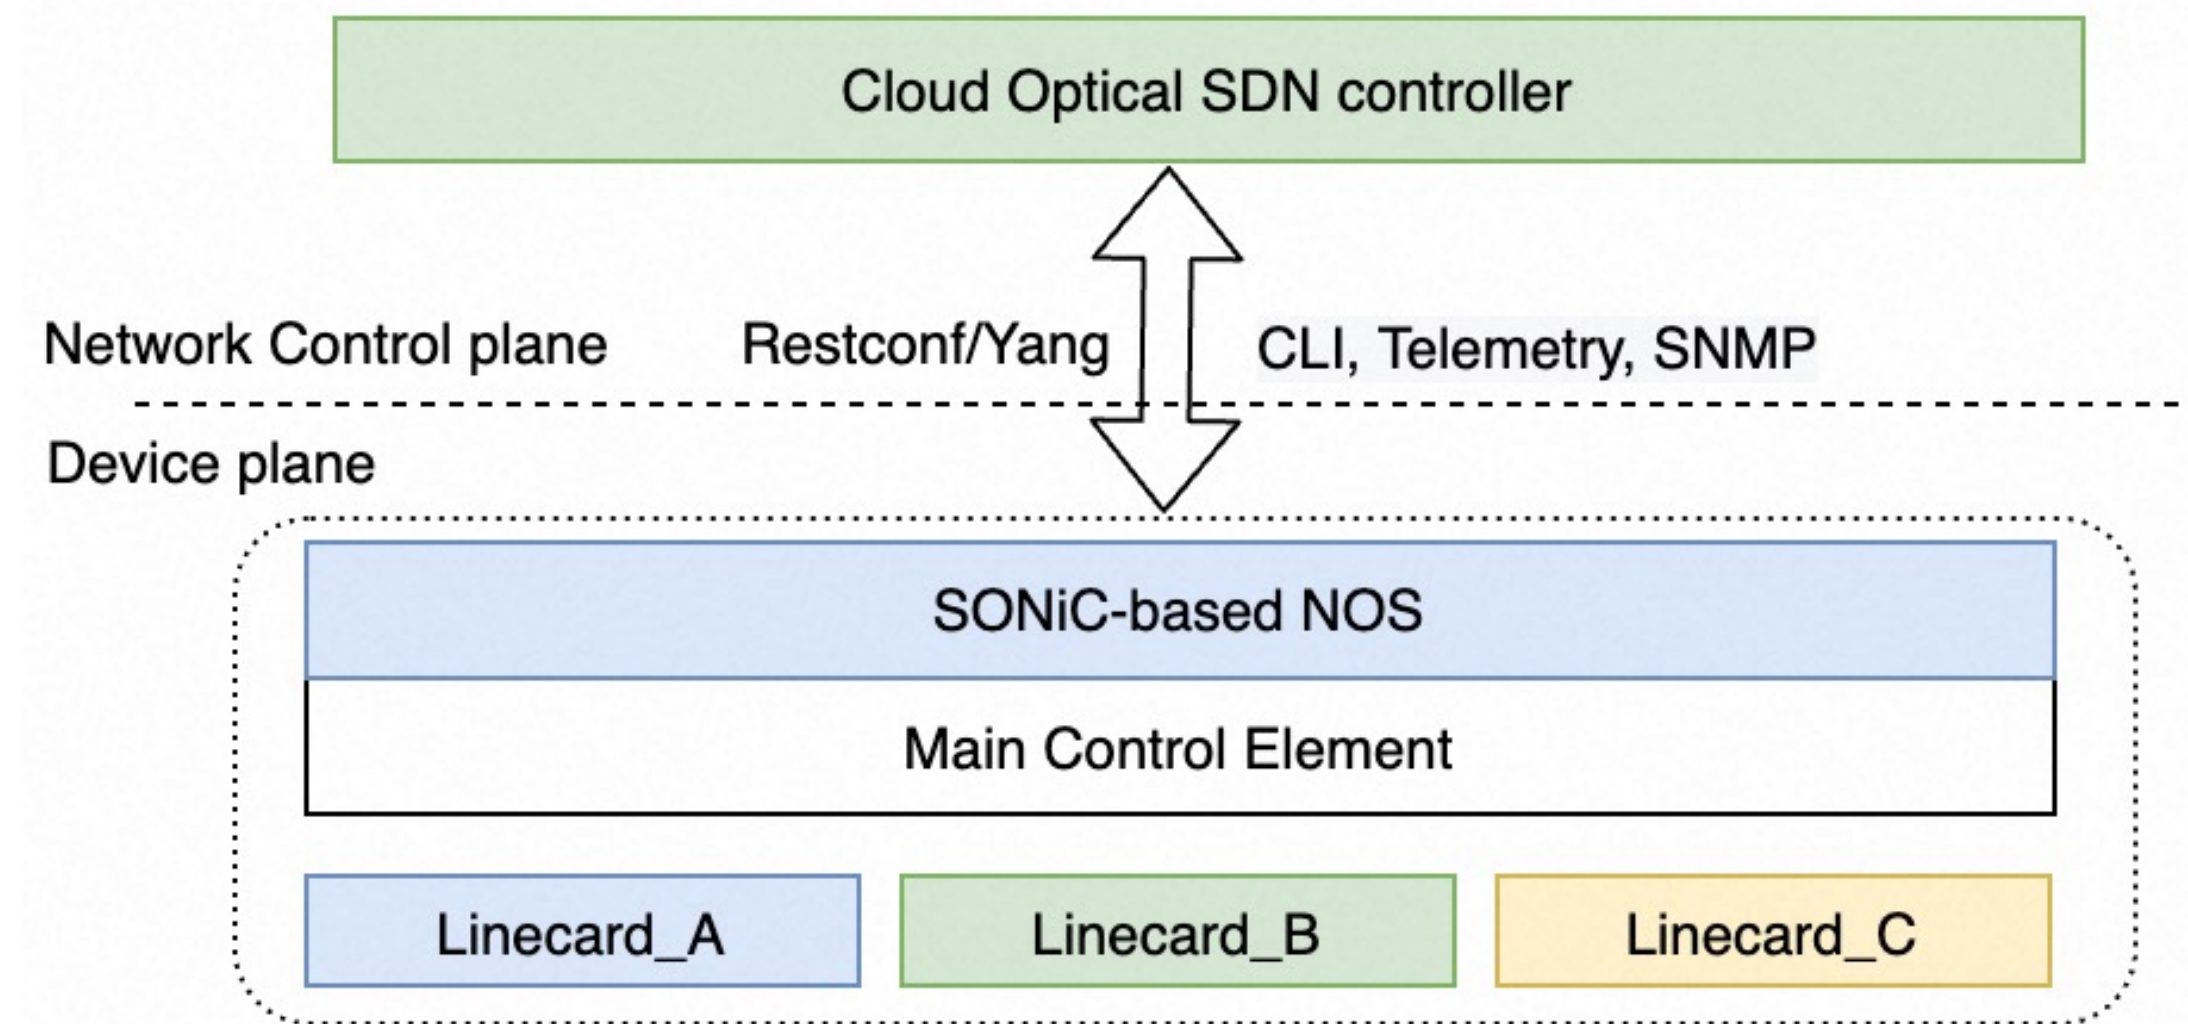 Cloud Optical SDN controller
Network Control plane
Restconf/Yang
CLI, Telemetry, SNMP
Device plane
SONiC-based NOS
Main Control Element
Linecard_A
Linecard_B
Linecard_C